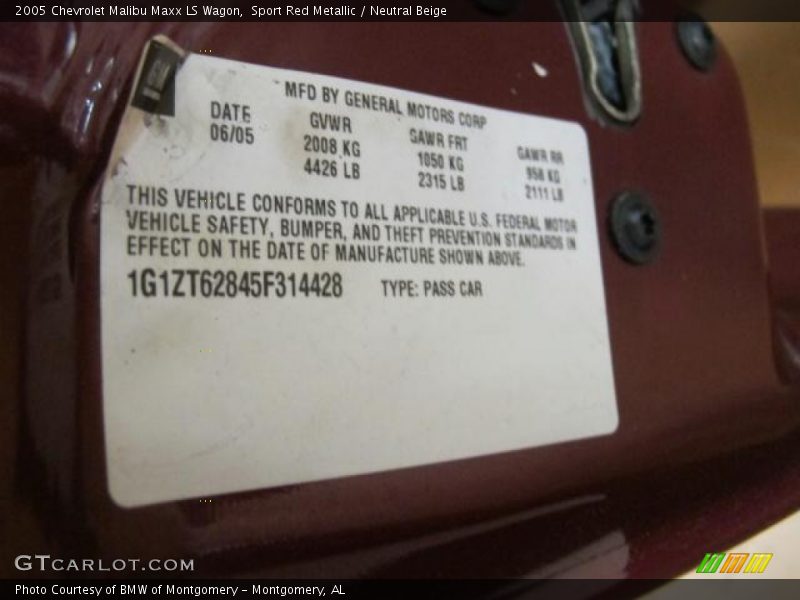 2005 Chevrolet Malibu Maxx LS Wagon,  Sport Red Metallic / Neutral Beige
MFD BY GENERAL MOTORS CORP
DATE GVWR GAWR FRT GAWR RR
06/05 2008 KG 1050 KG 958 KG
4426 LB 2315 LB 2111 LB
THIS VEHICLE CONFORMS TO ALL APPLICABLE U.S. FEDERAL MOTOR
VEHICLE SAFETY, BUMPER, AND THEFT PREVENTION STANDARDS IN
EFFECT ON THE DATE OF MANUFACTURE SHOWN ABOVE.
1G1ZT62845F314428 TYPE: PASS CAR
GTCARLOT.COM
Photo Courtesy of BMW of Montgomery - Montgomery, AL